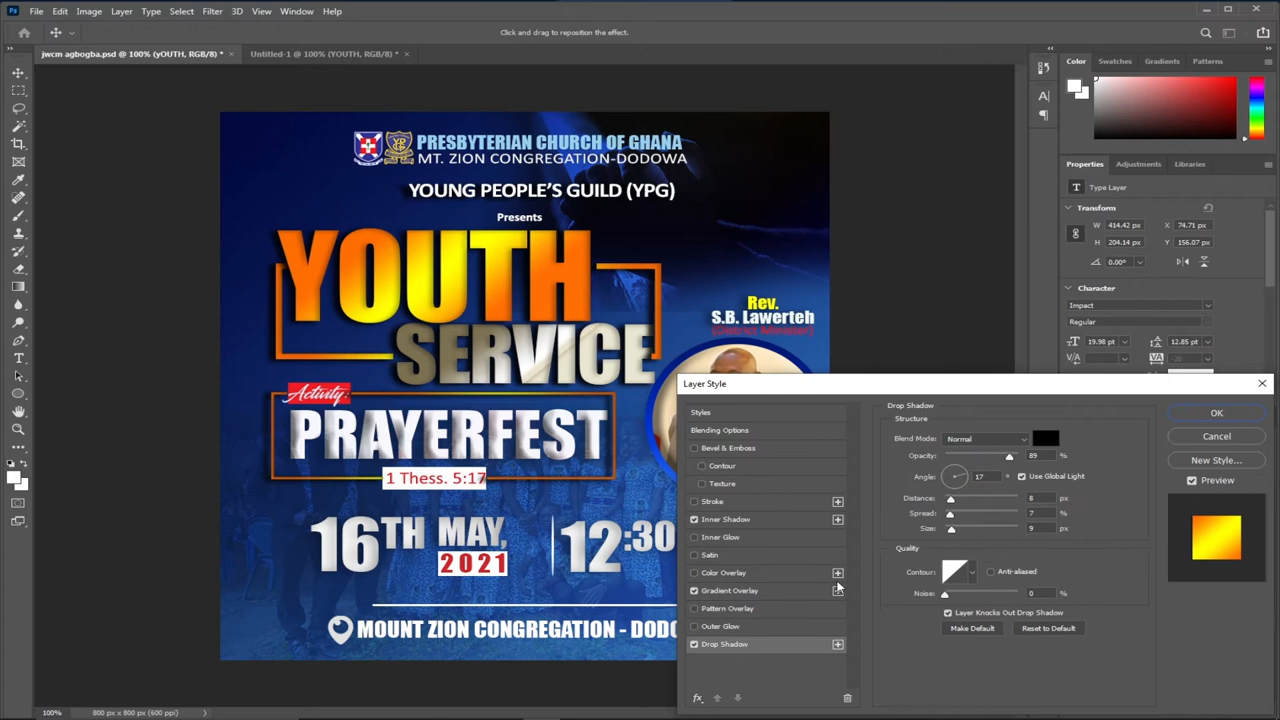 Ps
File Edit Image Layer Type Select Filter 3D View Window Help
Click and drag to reposition the effect.
jwcm agbogba.psd @ 100% (yOUTH, RGB/8) * ×
Untitled-1 @ 100% (YOUTH, RGB/8) * ×
PRESBYTERIAN CHURCH OF GHANA
MT. ZION CONGREGATION-DODOWA
YOUNG PEOPLE'S GUILD (YPG)
Presents
YOUTH
SERVICE
Rev.
S.B. Lawerteh
(District Minister)
Activity:
PRAYERFEST
1 Thess. 5:17
16TH MAY,
2021
12:30
MOUNT ZION CONGREGATION - DODO
Color Swatches Gradients Patterns
Properties Adjustments Libraries
T Type Layer
Transform
W 414.42 px X 74.71 px
H 204.14 px Y 156.07 px
0.00°
Character
Impact
Regular
19.98 pt 12.85 pt
V/A VA -20
Layer Style
Styles
Blending Options
Bevel & Emboss
Contour
Texture
Stroke
Inner Shadow
Inner Glow
Satin
Color Overlay
Gradient Overlay
Pattern Overlay
Outer Glow
Drop Shadow
fx
Drop Shadow
Structure
Blend Mode: Normal
Opacity: 89 %
Angle: 17 ° Use Global Light
Distance: 8 px
Spread: 7 %
Size: 9 px
Quality
Contour: Anti-aliased
Noise: 0 %
Layer Knocks Out Drop Shadow
Make Default Reset to Default
OK
Cancel
New Style...
Preview
100% 800 px x 800 px (600 ppi)